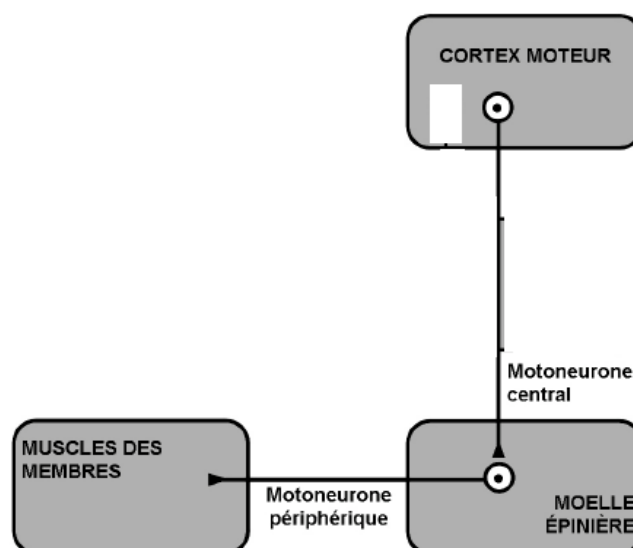 CORTEX MOTEUR
Motoneurone
central
MUSCLES DES
MEMBRES
Motoneurone
périphérique
MOELLE
ÉPINIÈRE